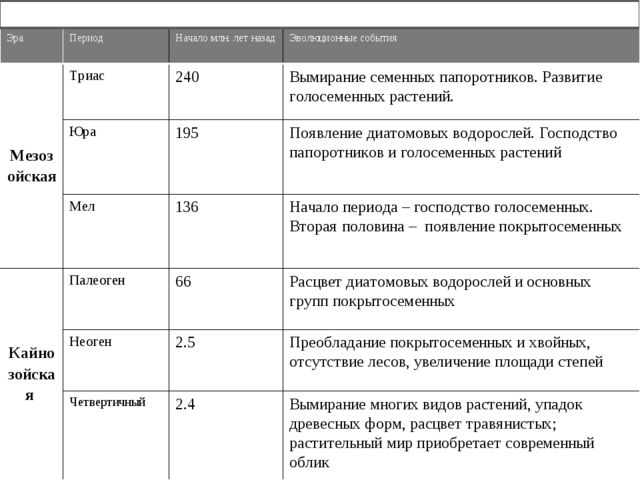 Эра Период Начало млн. лет назад Эволюционные события
Мезоз
ойская
Триас 240 Вымирание семенных папоротников. Развитие
голосеменных растений.
Юра 195 Появление диатомовых водорослей. Господство
папоротников и голосеменных растений
Мел 136 Начало периода – господство голосеменных.
Вторая половина – появление покрытосеменных
Кайно
зойска
я
Палеоген 66 Расцвет диатомовых водорослей и основных
групп покрытосеменных
Неоген 2.5 Преобладание покрытосеменных и хвойных,
отсутствие лесов, увеличение площади степей
Четвертичный 2.4 Вымирание многих видов растений, упадок
древесных форм, расцвет травянистых;
растительный мир приобретает современный
облик